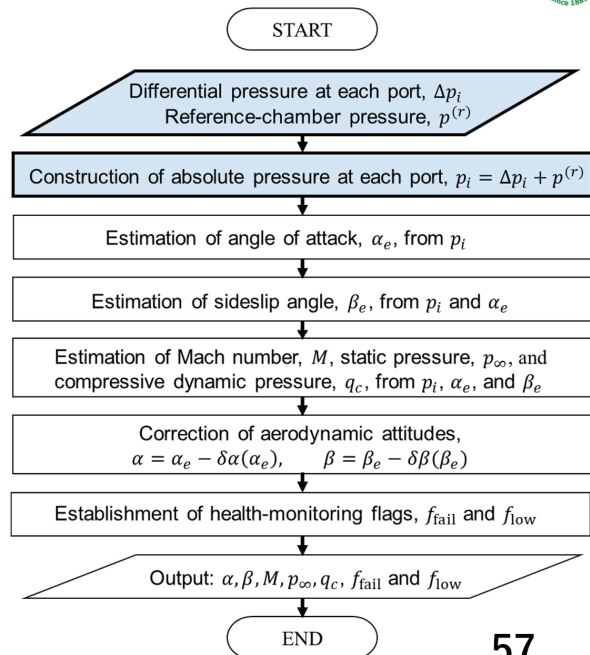 since 1885
START
Differential pressure at each port, Δp_i
Reference-chamber pressure, p^(r)
Construction of absolute pressure at each port, p_i = Δp_i + p^(r)
Estimation of angle of attack, α_e, from p_i
Estimation of sideslip angle, β_e, from p_i and α_e
Estimation of Mach number, M, static pressure, p_∞, and
compressive dynamic pressure, q_c, from p_i, α_e, and β_e
Correction of aerodynamic attitudes,
α = α_e − δα(α_e), β = β_e − δβ(β_e)
Establishment of health-monitoring flags, f_fail and f_low
Output: α, β, M, p_∞, q_c, f_fail and f_low
END
57